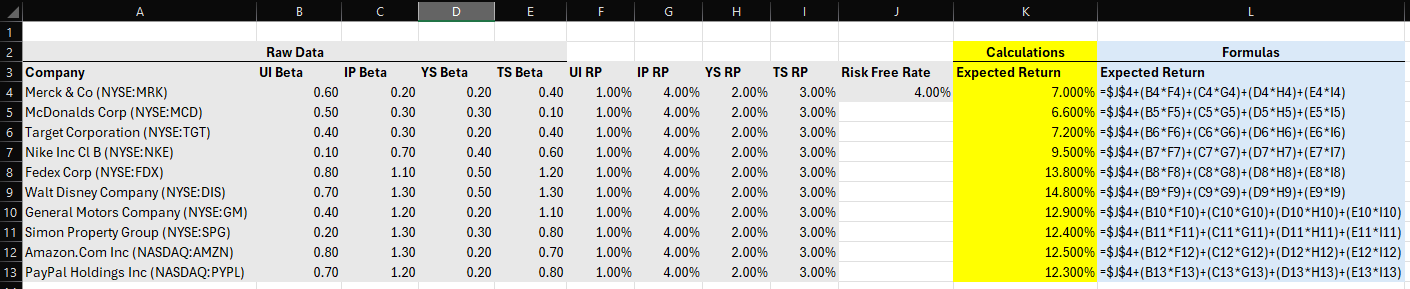 A B C D E F G H I J K L
1
2 Raw Data Calculations Formulas
3 Company UI Beta IP Beta YS Beta TS Beta UI RP IP RP YS RP TS RP Risk Free Rate Expected Return Expected Return
4 Merck & Co (NYSE:MRK) 0.60 0.20 0.20 0.40 1.00% 4.00% 2.00% 3.00% 4.00% 7.000% =$J$4+(B4*F4)+(C4*G4)+(D4*H4)+(E4*I4)
5 McDonalds Corp (NYSE:MCD) 0.50 0.30 0.30 0.10 1.00% 4.00% 2.00% 3.00% 6.600% =$J$4+(B5*F5)+(C5*G5)+(D5*H5)+(E5*I5)
6 Target Corporation (NYSE:TGT) 0.40 0.30 0.20 0.40 1.00% 4.00% 2.00% 3.00% 7.200% =$J$4+(B6*F6)+(C6*G6)+(D6*H6)+(E6*I6)
7 Nike Inc Cl B (NYSE:NKE) 0.10 0.70 0.40 0.60 1.00% 4.00% 2.00% 3.00% 9.500% =$J$4+(B7*F7)+(C7*G7)+(D7*H7)+(E7*I7)
8 Fedex Corp (NYSE:FDX) 0.80 1.10 0.50 1.20 1.00% 4.00% 2.00% 3.00% 13.800% =$J$4+(B8*F8)+(C8*G8)+(D8*H8)+(E8*I8)
9 Walt Disney Company (NYSE:DIS) 0.70 1.30 0.50 1.30 1.00% 4.00% 2.00% 3.00% 14.800% =$J$4+(B9*F9)+(C9*G9)+(D9*H9)+(E9*I9)
10 General Motors Company (NYSE:GM) 0.40 1.20 0.20 1.10 1.00% 4.00% 2.00% 3.00% 12.900% =$J$4+(B10*F10)+(C10*G10)+(D10*H10)+(E10*I10)
11 Simon Property Group (NYSE:SPG) 0.20 1.30 0.30 0.80 1.00% 4.00% 2.00% 3.00% 12.400% =$J$4+(B11*F11)+(C11*G11)+(D11*H11)+(E11*I11)
12 Amazon.Com Inc (NASDAQ:AMZN) 0.80 1.30 0.20 0.70 1.00% 4.00% 2.00% 3.00% 12.500% =$J$4+(B12*F12)+(C12*G12)+(D12*H12)+(E12*I12)
13 PayPal Holdings Inc (NASDAQ:PYPL) 0.70 1.20 0.20 0.80 1.00% 4.00% 2.00% 3.00% 12.300% =$J$4+(B13*F13)+(C13*G13)+(D13*H13)+(E13*I13)